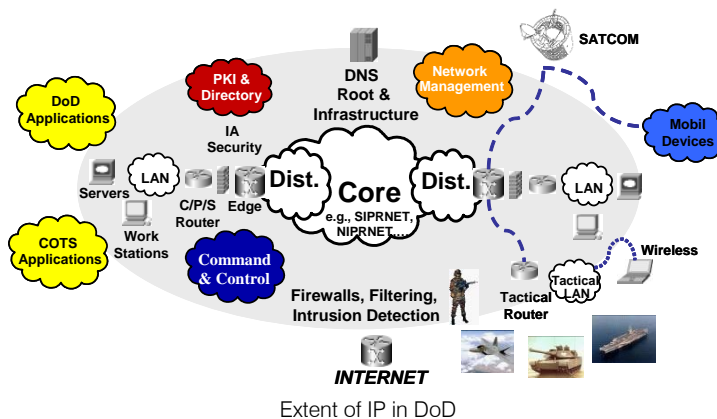 SATCOM
PKI &
Directory
DNS
Root &
Infrastructure
Network
Management
DoD
Applications
IA
Security
Mobil
Devices
Servers
LAN
C/P/S
Router
Edge
Dist.
Core
e.g., SIPRNET,
NIPRNET,...
Dist.
LAN
Work
Stations
COTS
Applications
Command
& Control
Wireless
Tactical
Router
Tactical
LAN
Firewalls, Filtering,
Intrusion Detection
INTERNET
Extent of IP in DoD